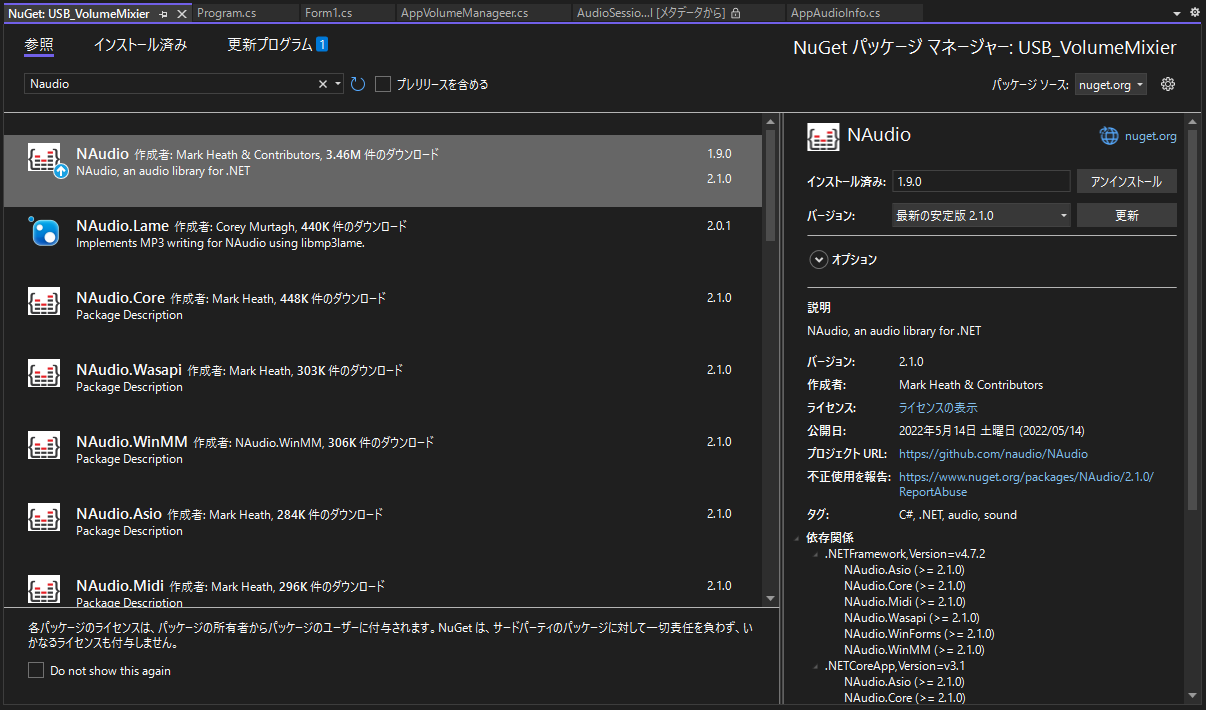 NuGet: USB_VolumeMixier
Program.cs
Form1.cs
AppVolumeManageer.cs
AudioSessio...l [メタデータから]
AppAudioInfo.cs
参照
インストール済み
更新プログラム 1
NuGet パッケージ マネージャー: USB_VolumeMixier
Naudio
プレリリースを含める
パッケージ ソース: nuget.org
NAudio 作成者: Mark Heath & Contributors, 3.46M 件のダウンロード
1.9.0
NAudio, an audio library for .NET
2.1.0
NAudio.Lame 作成者: Corey Murtagh, 440K 件のダウンロード
2.0.1
Implements MP3 writing for NAudio using libmp3lame.
NAudio.Core 作成者: Mark Heath, 448K 件のダウンロード
2.1.0
Package Description
NAudio.Wasapi 作成者: Mark Heath, 303K 件のダウンロード
2.1.0
Package Description
NAudio.WinMM 作成者: NAudio.WinMM, 306K 件のダウンロード
2.1.0
Package Description
NAudio.Asio 作成者: Mark Heath, 284K 件のダウンロード
2.1.0
Package Description
NAudio.Midi 作成者: Mark Heath, 296K 件のダウンロード
2.1.0
Package Description
各パッケージのライセンスは、パッケージの所有者からパッケージのユーザーに付与されます。NuGet は、サードパーティのパッケージに対して一切責任を負わず、い
かなるライセンスも付与しません。
Do not show this again
NAudio
nuget.org
インストール済み: 1.9.0
アンインストール
バージョン: 最新の安定版 2.1.0
更新
オプション
説明
NAudio, an audio library for .NET
バージョン: 2.1.0
作成者: Mark Heath & Contributors
ライセンス: ライセンスの表示
公開日: 2022年5月14日 土曜日 (2022/05/14)
プロジェクト URL: https://github.com/naudio/NAudio
不正使用を報告: https://www.nuget.org/packages/NAudio/2.1.0/
ReportAbuse
タグ: C#, .NET, audio, sound
依存関係
.NETFramework,Version=v4.7.2
NAudio.Asio (>= 2.1.0)
NAudio.Core (>= 2.1.0)
NAudio.Midi (>= 2.1.0)
NAudio.Wasapi (>= 2.1.0)
NAudio.WinForms (>= 2.1.0)
NAudio.WinMM (>= 2.1.0)
.NETCoreApp,Version=v3.1
NAudio.Asio (>= 2.1.0)
NAudio.Core (>= 2.1.0)